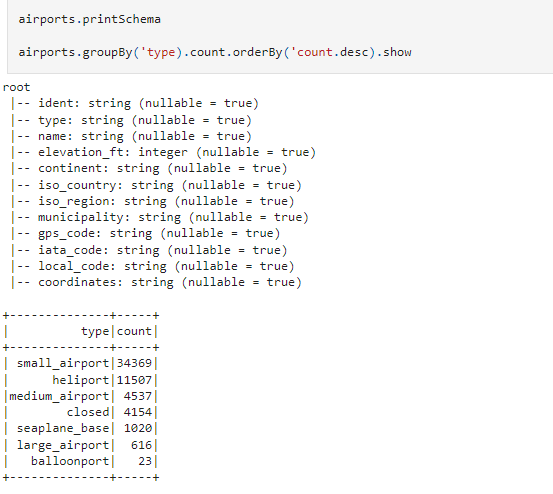 airports.printSchema
airports.groupBy('type).count.orderBy('count.desc).show
root
 |-- ident: string (nullable = true)
 |-- type: string (nullable = true)
 |-- name: string (nullable = true)
 |-- elevation_ft: integer (nullable = true)
 |-- continent: string (nullable = true)
 |-- iso_country: string (nullable = true)
 |-- iso_region: string (nullable = true)
 |-- municipality: string (nullable = true)
 |-- gps_code: string (nullable = true)
 |-- iata_code: string (nullable = true)
 |-- local_code: string (nullable = true)
 |-- coordinates: string (nullable = true)
+--------------+-----+
|          type|count|
+--------------+-----+
| small_airport|34369|
|      heliport|11507|
|medium_airport| 4537|
|        closed| 4154|
| seaplane_base| 1020|
| large_airport|  616|
|   balloonport|   23|
+--------------+-----+